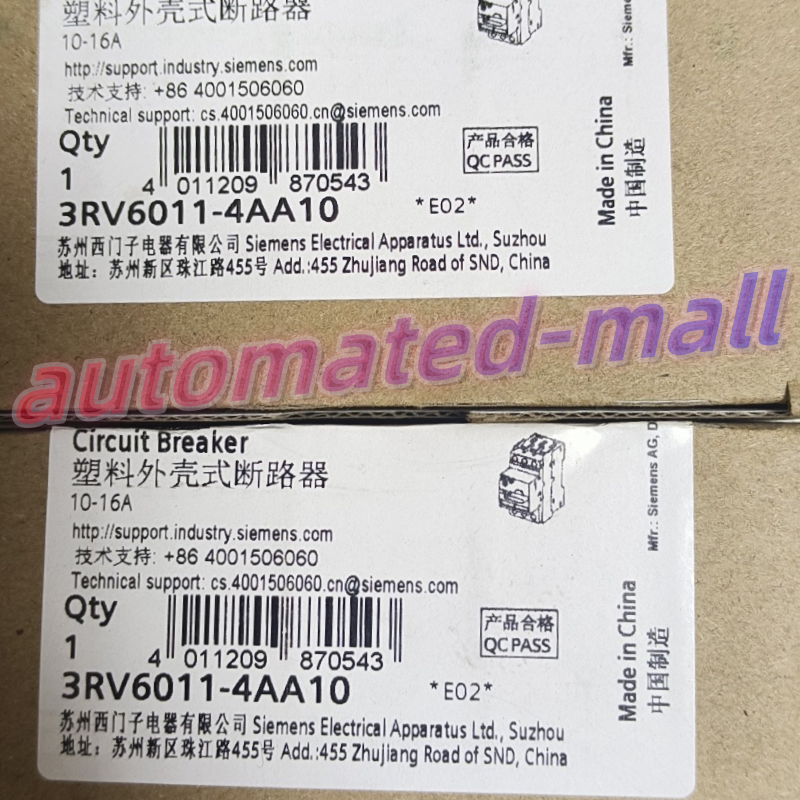 塑料外壳式断路器
10-16A
http://support.industry.siemens.com
技术支持: +86 4001506060
Technical support: cs.4001506060.cn@siemens.com
Qty
1
4 011209 870543
产品合格
QC PASS
3RV6011-4AA10 *E02*
苏州西门子电器有限公司 Siemens Electrical Apparatus Ltd., Suzhou
地址: 苏州新区珠江路455号 Add.:455 Zhujiang Road of SND, China
Made in China
中国制造
Mfr.: Siemens
automated-mall
Circuit Breaker
塑料外壳式断路器
10-16A
http://support.industry.siemens.com
技术支持: +86 4001506060
Technical support: cs.4001506060.cn@siemens.com
Qty
1
4 011209 870543
产品合格
QC PASS
3RV6011-4AA10 *E02*
苏州西门子电器有限公司 Siemens Electrical Apparatus Ltd., Suzhou
地址: 苏州新区珠江路455号 Add.:455 Zhujiang Road of SND, China
Made in China
中国制造
Mfr.: Siemens AG, D